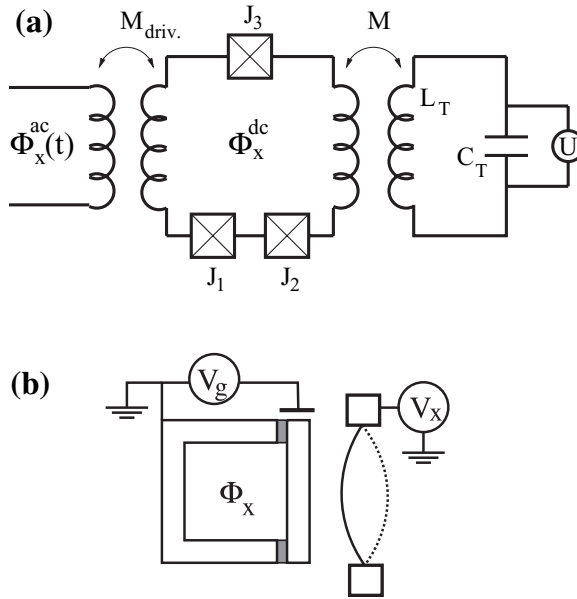 (a)
M_driv.
J_3
M
Φ_x^ac(t)
Φ_x^dc
L_T
C_T
U
J_1
J_2
(b)
V_g
V_x
Φ_x